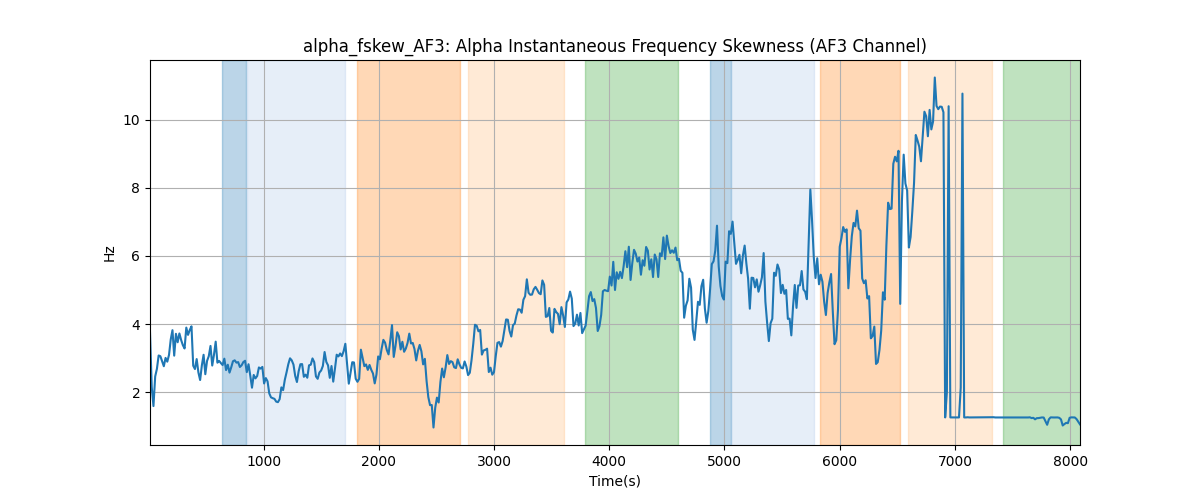 alpha_fskew_AF3: Alpha Instantaneous Frequency Skewness (AF3 Channel)
10
8
6
4
2
Hz
1000 2000 3000 4000 5000 6000 7000 8000
Time(s)